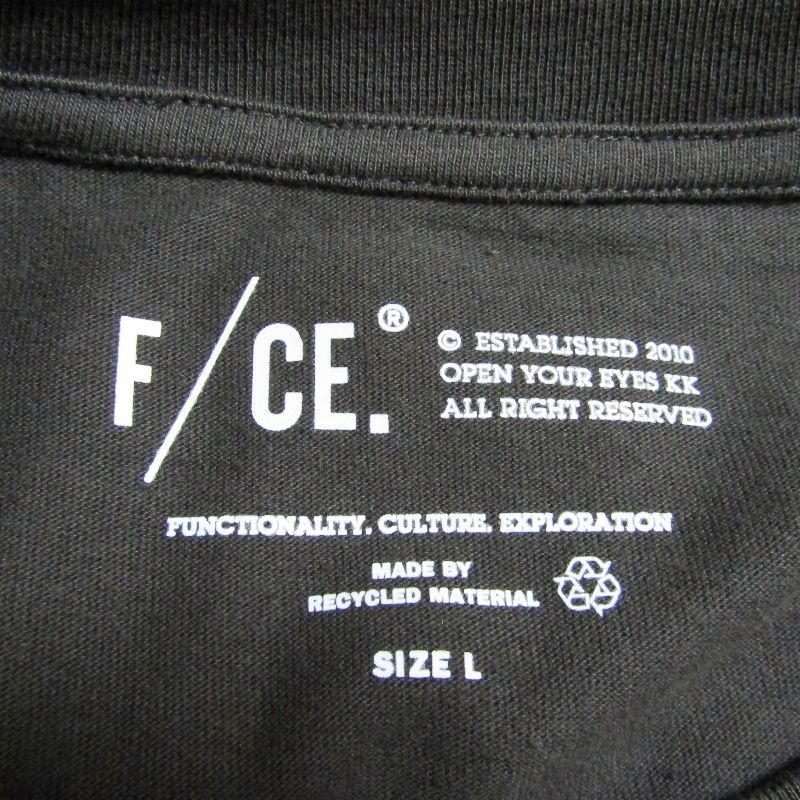 F/CE.®
© ESTABLISHED 2010
OPEN YOUR EYES KK
ALL RIGHT RESERVED
FUNCTIONALITY. CULTURE. EXPLORATION
MADE BY
RECYCLED MATERIAL
SIZE L